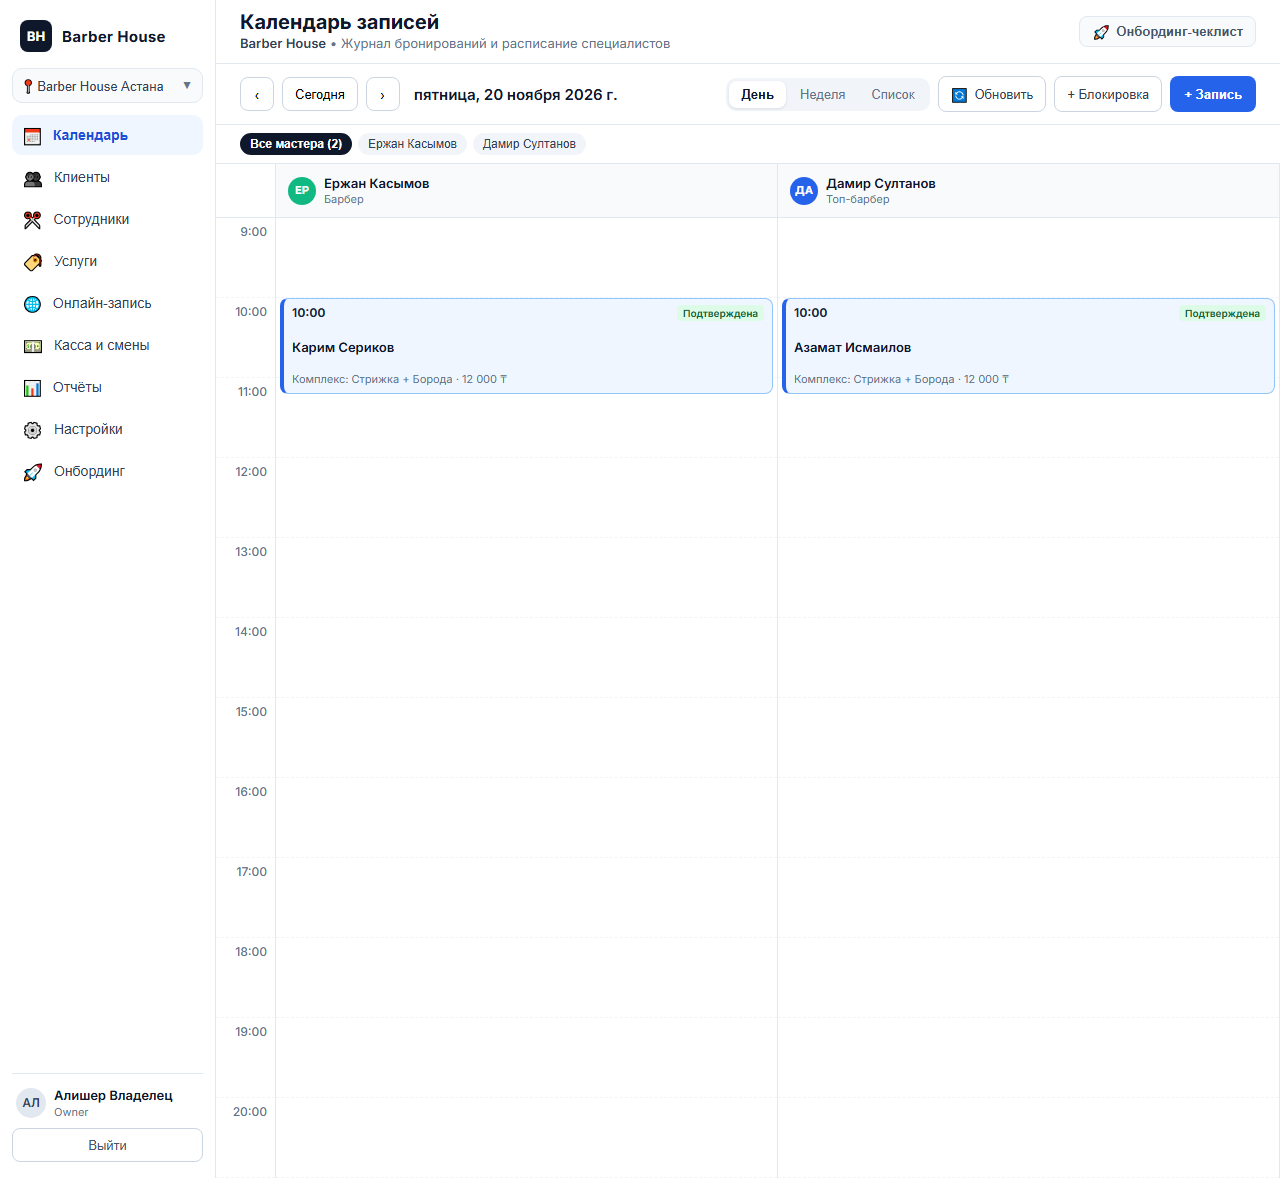 BH
Barber House
Barber House Астана
Календарь
Клиенты
Сотрудники
Услуги
Онлайн-запись
Касса и смены
Отчёты
Настройки
Онбординг
АЛ
Алишер Владелец
Owner
Выйти
Календарь записей
Barber House • Журнал бронирований и расписание специалистов
Онбординг-чеклист
‹ Сегодня › пятница, 20 ноября 2026 г.
День Неделя Список
Обновить
+ Блокировка
+ Запись
Все мастера (2) Ержан Касымов Дамир Султанов
ЕР
Ержан Касымов
Барбер
ДА
Дамир Султанов
Топ-барбер
9:00
10:00
11:00
12:00
13:00
14:00
15:00
16:00
17:00
18:00
19:00
20:00
10:00 Подтверждена
Карим Сериков
Комплекс: Стрижка + Борода · 12 000 ₸
10:00 Подтверждена
Азамат Исмаилов
Комплекс: Стрижка + Борода · 12 000 ₸